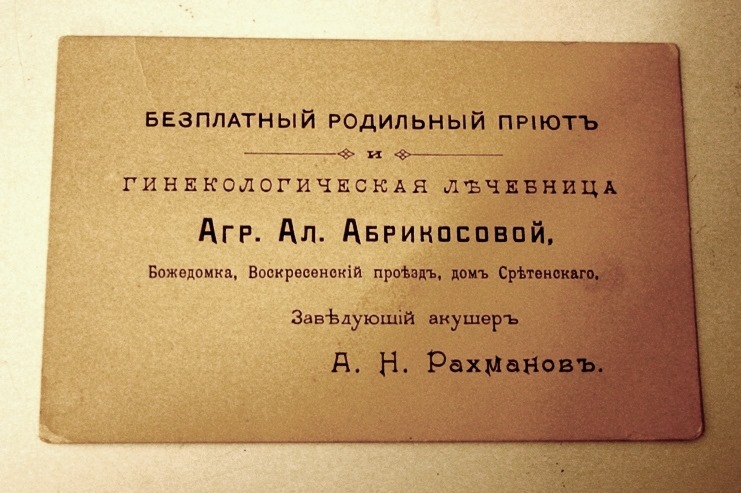 БЕЗПЛАТНЫЙ РОДИЛЬНЫЙ ПРІЮТЪ
и
ГИНЕКОЛОГИЧЕСКАЯ ЛѢЧЕБНИЦА
Агр. Ал. Абрикосовой,
Божедомка, Воскресенскій проѣздъ, домъ Срѣтенскаго.
Завѣдующій акушеръ
А. Н. Рахмановъ.